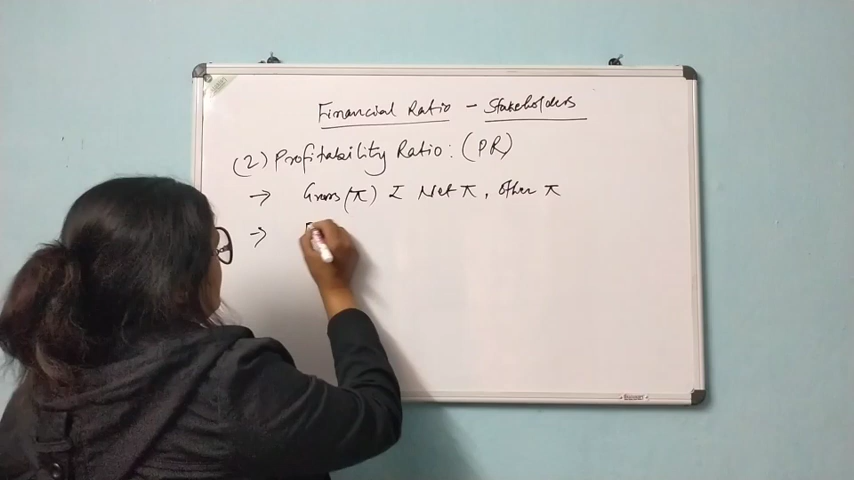 Financial Ratio - Stakeholders
(2) Profitability Ratio: (PR)
→ Gross (π) & Net π, Other π
→